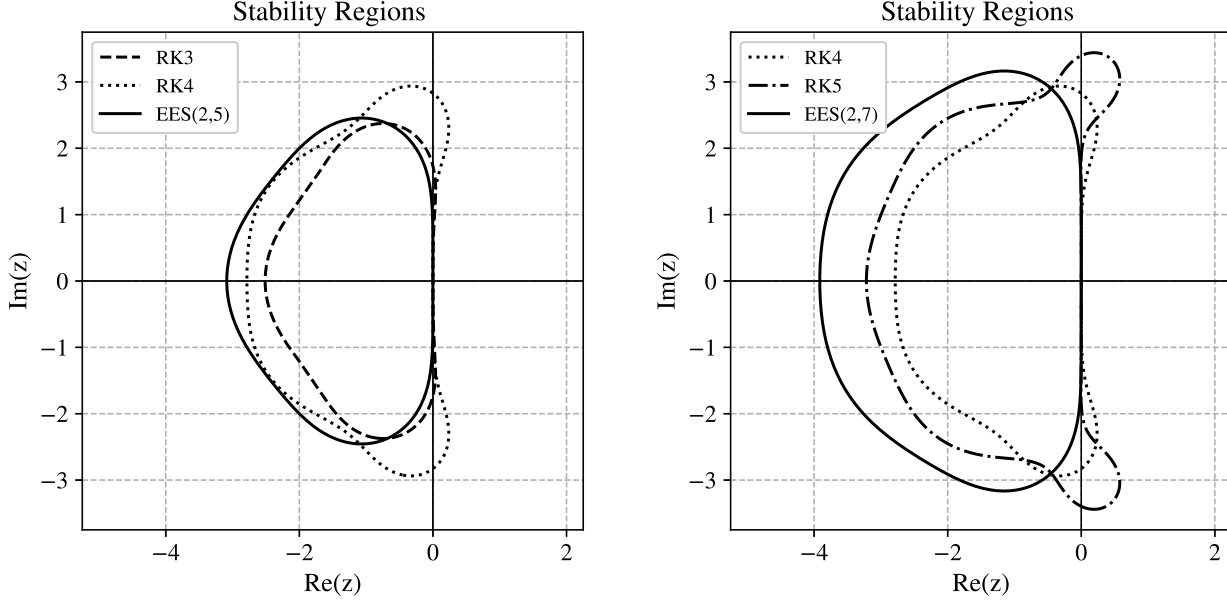 Stability Regions
RK3
RK4
EES(2,5)
3
2
1
0
−1
−2
−3
Im(z)
−4
−2
0
2
Re(z)
Stability Regions
RK4
RK5
EES(2,7)
3
2
1
0
−1
−2
−3
Im(z)
−4
−2
0
2
Re(z)